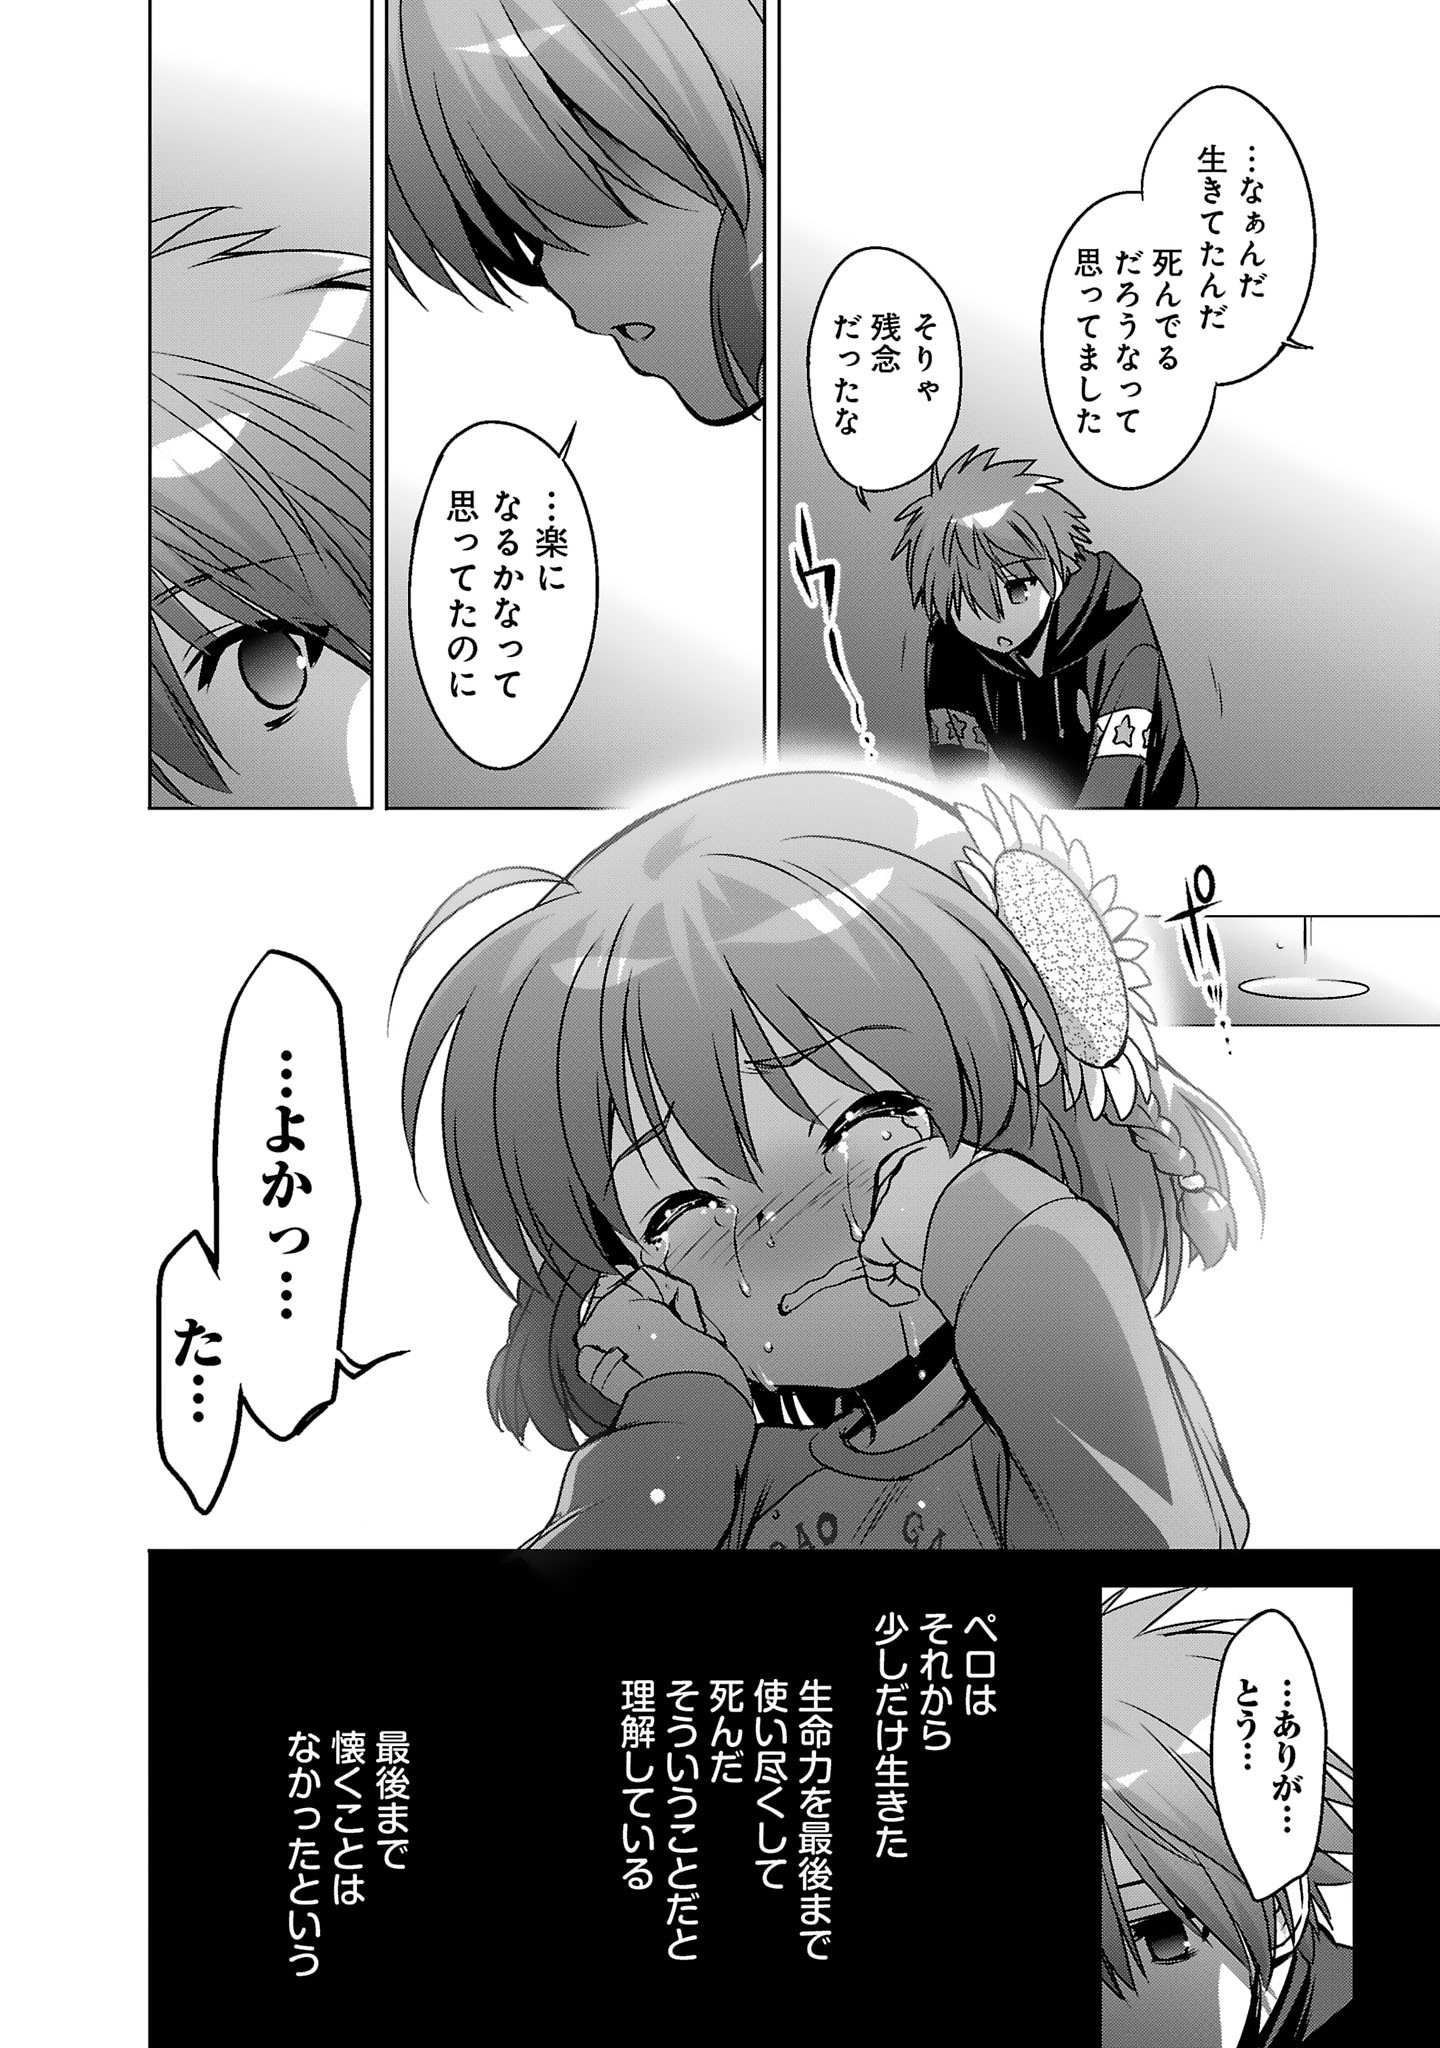 …なぁんだ
生きてたんだ
死んでる
だろうなって
思ってました
そりゃ
残念
だったな
…楽に
なるかなって
思ってたのに
ポ
…よかっ…
た…
GAO GA
…ありが…
とう…
ペロは
それから
少しだけ生きた
生命力を最後まで
使い尽くして
死んだ
そういうことだと
理解している
最後まで
懐くことは
なかったという